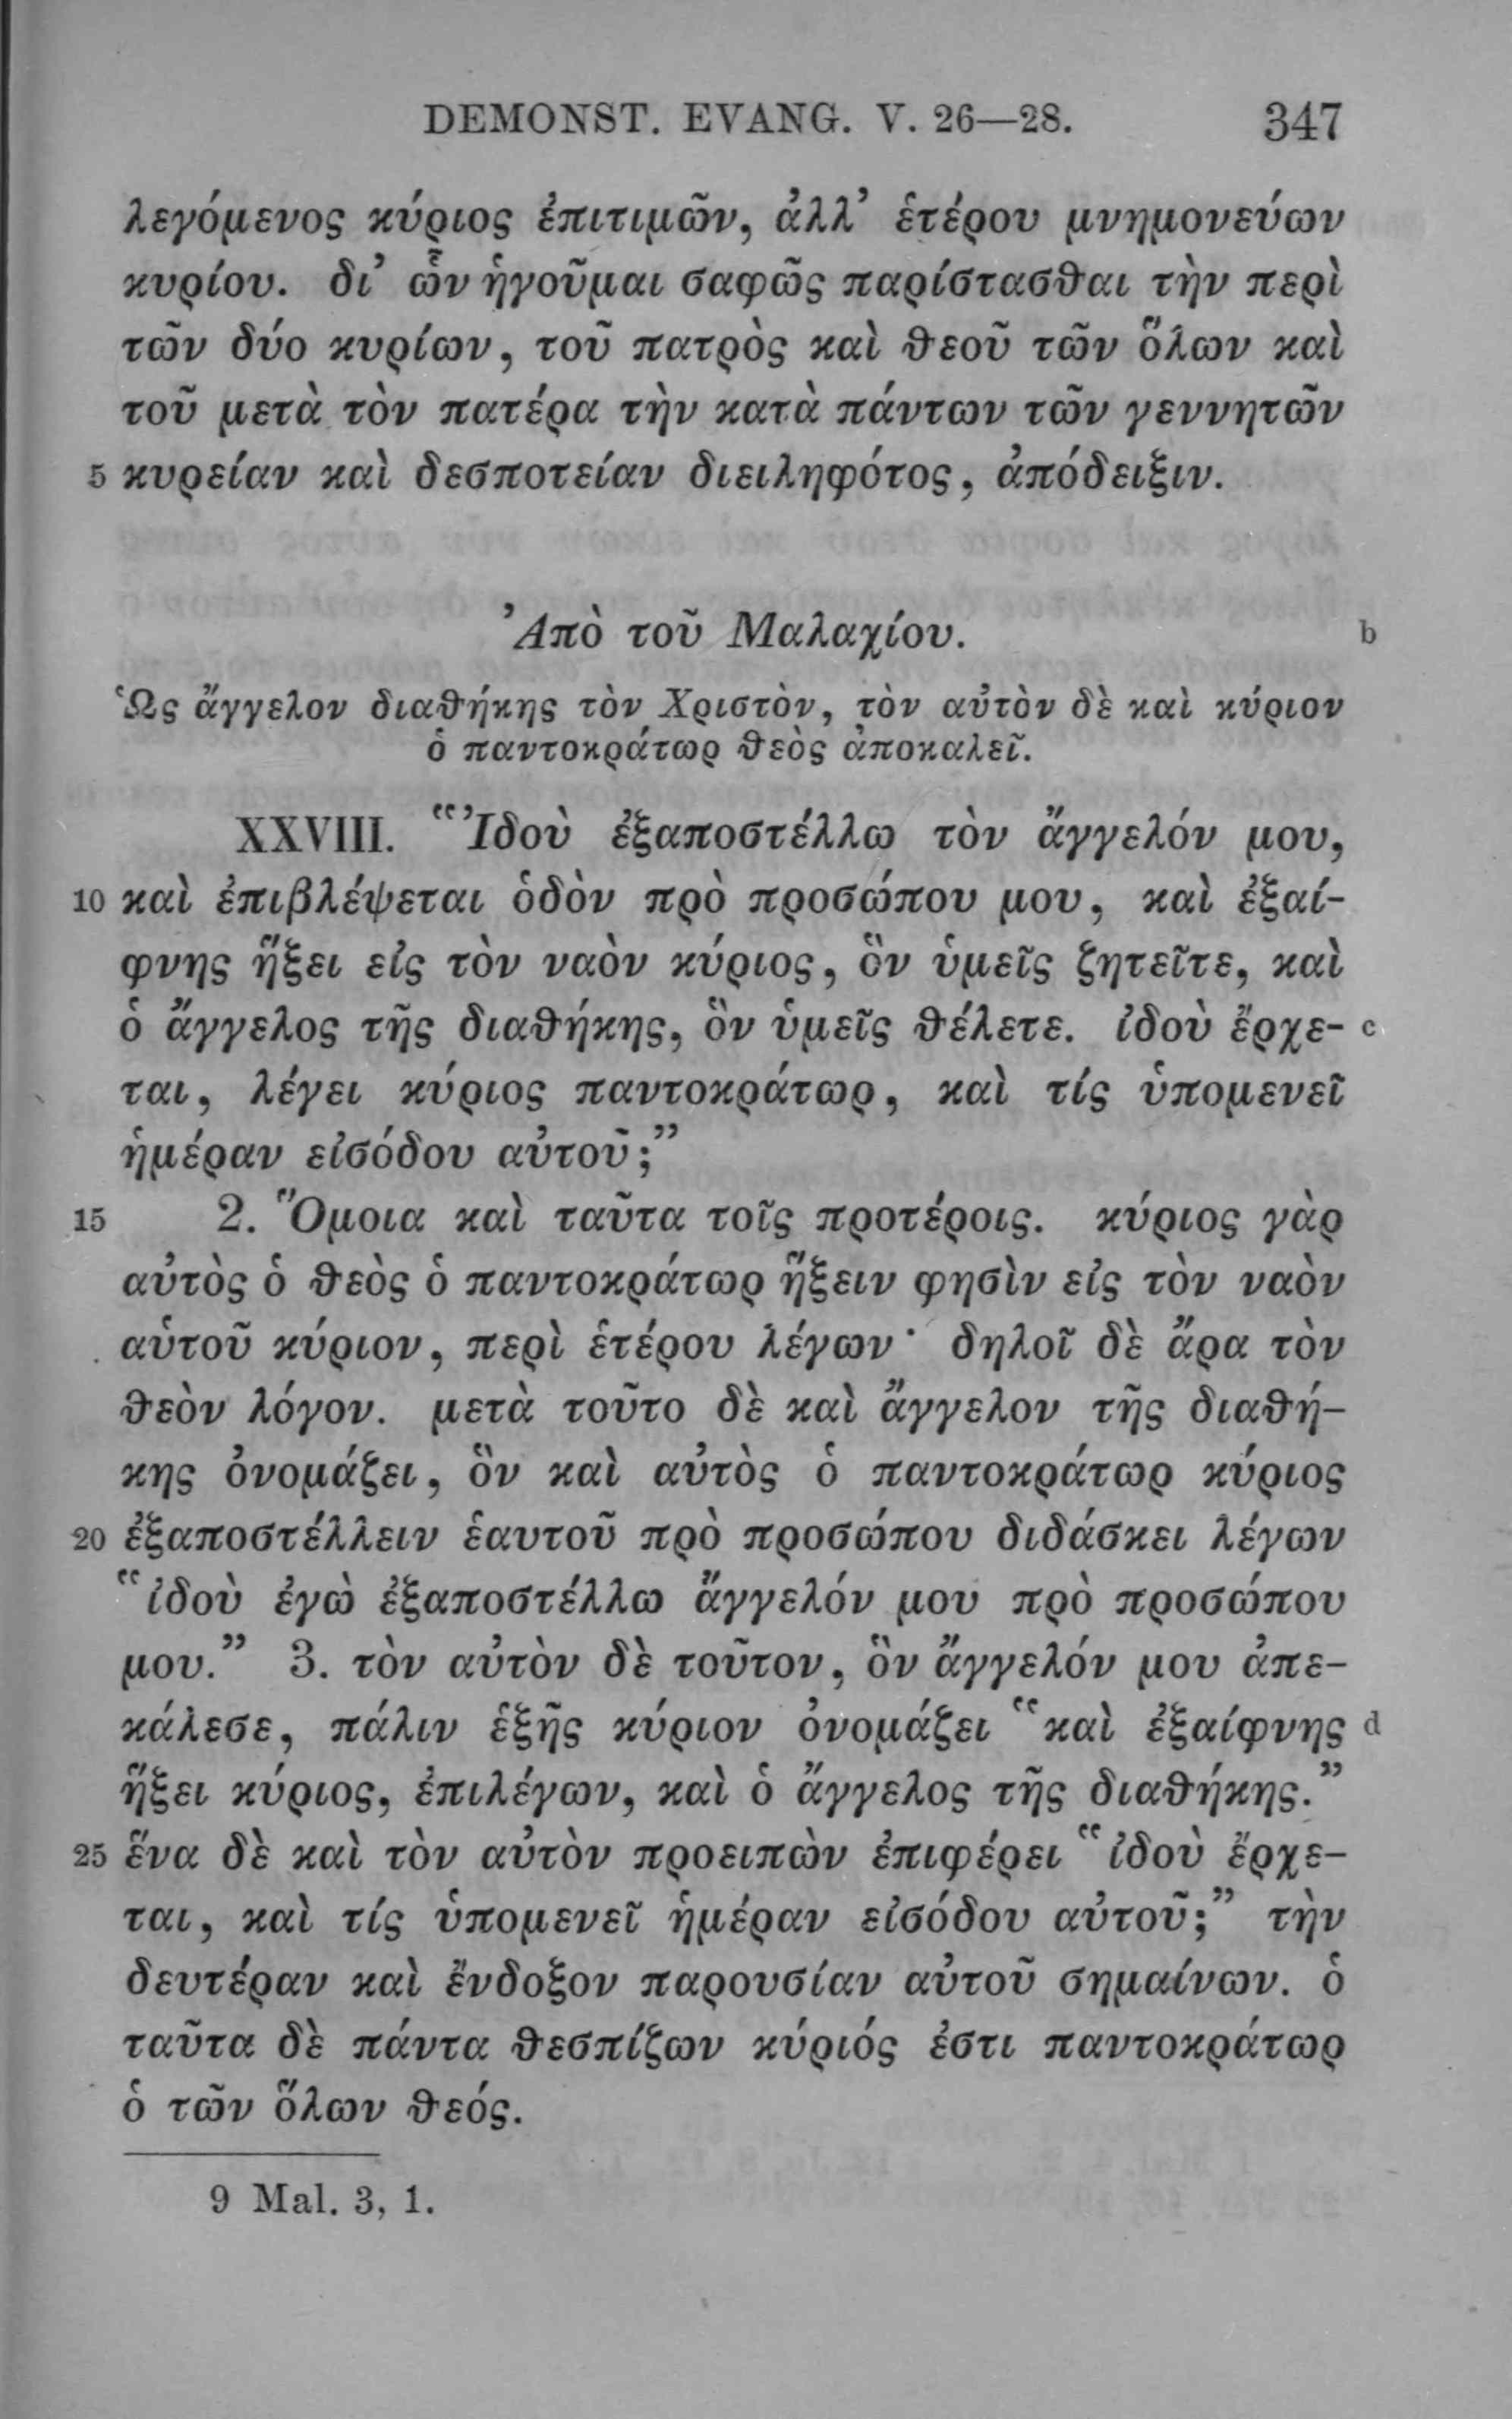 DEMONST. EVANG. V. 26—28. 347
λεγόμενος κύριος ἐπιτιμῶν, ἀλλ’ ἑτέρου μνημονεύων
κυρίου. δι’ ὧν ἡγοῦμαι σαφῶς παρίστασθαι τὴν περὶ
τῶν δύο κυρίων, τοῦ πατρὸς καὶ θεοῦ τῶν ὅλων καὶ
τοῦ μετὰ τὸν πατέρα τὴν κατὰ πάντων τῶν γεννητῶν
5 κυρείαν καὶ δεσποτείαν διειληφότος, ἀπόδειξιν.
Ἀπὸ τοῦ Μαλαχίου. b
Ὡς ἄγγελον διαθήκης τὸν Χριστὸν, τὸν αὐτὸν δὲ καὶ κύριον
ὁ παντοκράτωρ θεὸς ἀποκαλεῖ.
XXVIII. “Ἰδοὺ ἐξαποστέλλω τὸν ἄγγελόν μου,
10 καὶ ἐπιβλέψεται ὁδὸν πρὸ προσώπου μου, καὶ ἐξαί-
φνης ἥξει εἰς τὸν ναὸν κύριος, ὃν ὑμεῖς ζητεῖτε, καὶ
ὁ ἄγγελος τῆς διαθήκης, ὃν ὑμεῖς θέλετε. ἰδοὺ ἔρχε- c
ται, λέγει κύριος παντοκράτωρ, καὶ τίς ὑπομενεῖ
ἡμέραν εἰσόδου αὐτοῦ;”
15 2. Ὅμοια καὶ ταῦτα τοῖς προτέροις. κύριος γὰρ
αὐτὸς ὁ θεὸς ὁ παντοκράτωρ ἥξειν φησὶν εἰς τὸν ναὸν
αὑτοῦ κύριον, περὶ ἑτέρου λέγων· δηλοῖ δὲ ἄρα τὸν
θεὸν λόγον. μετὰ τοῦτο δὲ καὶ ἄγγελον τῆς διαθή-
κης ὀνομάζει, ὃν καὶ αὐτὸς ὁ παντοκράτωρ κύριος
20 ἐξαποστέλλειν ἑαυτοῦ πρὸ προσώπου διδάσκει λέγων
“ἰδοὺ ἐγὼ ἐξαποστέλλω ἄγγελόν μου πρὸ προσώπου
μου.” 3. τὸν αὐτὸν δὲ τοῦτον, ὃν ἄγγελόν μου ἀπε-
κάλεσε, πάλιν ἑξῆς κύριον ὀνομάζει “καὶ ἐξαίφνης d
ἥξει κύριος, ἐπιλέγων, καὶ ὁ ἄγγελος τῆς διαθήκης.”
25 ἕνα δὲ καὶ τὸν αὐτὸν προειπὼν ἐπιφέρει “ἰδοὺ ἔρχε-
ται, καὶ τίς ὑπομενεῖ ἡμέραν εἰσόδου αὐτοῦ;” τὴν
δευτέραν καὶ ἔνδοξον παρουσίαν αὐτοῦ σημαίνων. ὁ
ταῦτα δὲ πάντα θεσπίζων κύριός ἐστι παντοκράτωρ
ὁ τῶν ὅλων θεός.
9 Mal. 3, 1.